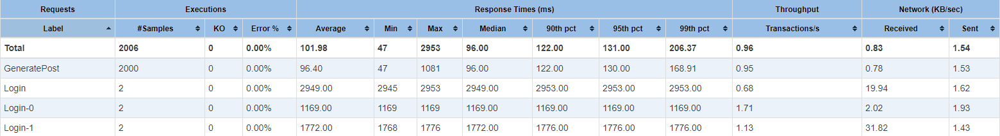 Requests Executions Response Times (ms) Throughput Network (KB/sec)
Label #Samples KO Error % Average Min Max Median 90th pct 95th pct 99th pct Transactions/s Received Sent
Total 2006 0 0.00% 101.98 47 2953 96.00 122.00 131.00 206.37 0.96 0.83 1.54
GeneratePost 2000 0 0.00% 96.40 47 1081 96.00 122.00 130.00 168.91 0.95 0.78 1.53
Login 2 0 0.00% 2949.00 2945 2953 2949.00 2953.00 2953.00 2953.00 0.68 19.94 1.62
Login-0 2 0 0.00% 1169.00 1169 1169 1169.00 1169.00 1169.00 1169.00 1.71 2.02 1.93
Login-1 2 0 0.00% 1772.00 1768 1776 1772.00 1776.00 1776.00 1776.00 1.13 31.82 1.43